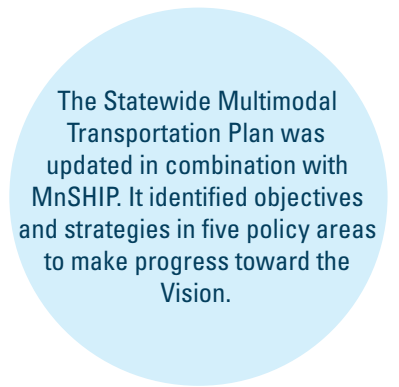 The Statewide Multimodal
Transportation Plan was
updated in combination with
MnSHIP. It identified objectives
and strategies in five policy areas
to make progress toward the
Vision.